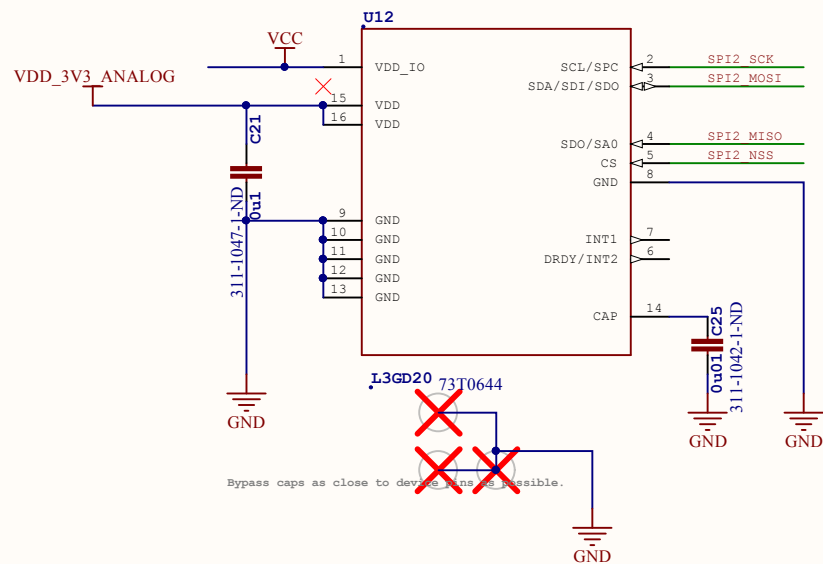 U12
VCC
VDD_3V3_ANALOG
1 VDD_IO
15 VDD
16 VDD
C21
0u1
311-1047-1-ND
9 GND
10 GND
11 GND
12 GND
13 GND
GND
SCL/SPC 2 SPI2_SCK
SDA/SDI/SDO 3 SPI2_MOSI
SDO/SA0 4 SPI2_MISO
CS 5 SPI2_NSS
GND 8
INT1 7
DRDY/INT2 6
CAP 14
C25
0u01
311-1042-1-ND
GND
GND
L3GD20 73T0644
Bypass caps as close to device pins as possible.
GND